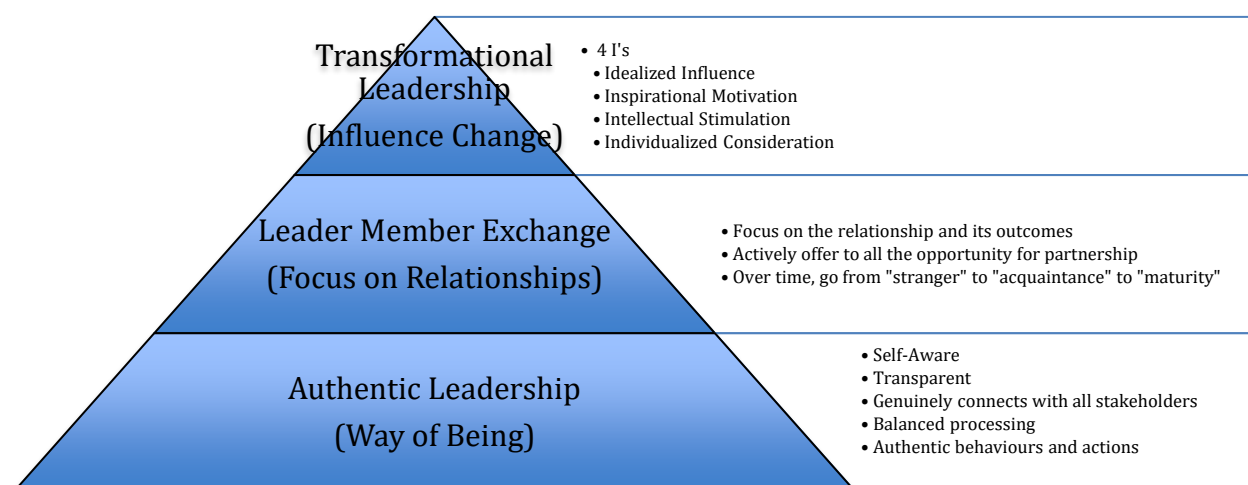 Transformational
Leadership
(Influence Change)
• 4 I's
• Idealized Influence
• Inspirational Motivation
• Intellectual Stimulation
• Individualized Consideration
Leader Member Exchange
(Focus on Relationships)
• Focus on the relationship and its outcomes
• Actively offer to all the opportunity for partnership
• Over time, go from "stranger" to "acquaintance" to "maturity"
Authentic Leadership
(Way of Being)
• Self-Aware
• Transparent
• Genuinely connects with all stakeholders
• Balanced processing
• Authentic behaviours and actions